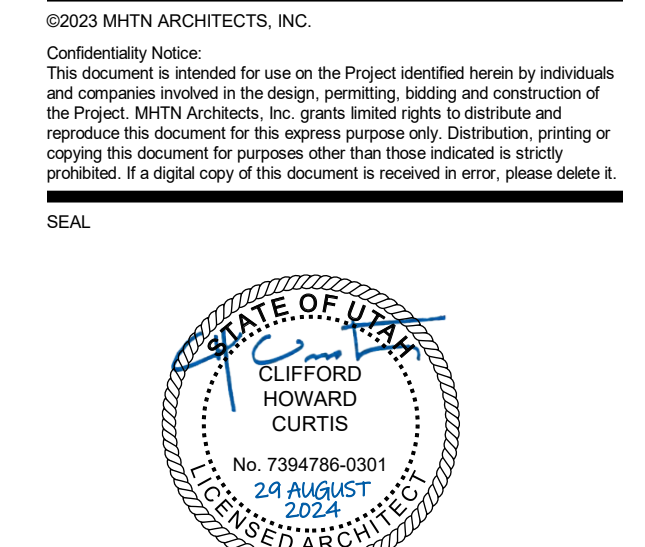 ©2023 MHTN ARCHITECTS, INC.
Confidentiality Notice:
This document is intended for use on the Project identified herein by individuals
and companies involved in the design, permitting, bidding and construction of
the Project. MHTN Architects, Inc. grants limited rights to distribute and
reproduce this document for this express purpose only. Distribution, printing or
copying this document for purposes other than those indicated is strictly
prohibited. If a digital copy of this document is received in error, please delete it.
SEAL
STATE OF UTAH
CLIFFORD
HOWARD
CURTIS
No. 7394786-0301
29 AUGUST
2024
LICENSED ARCHITECT